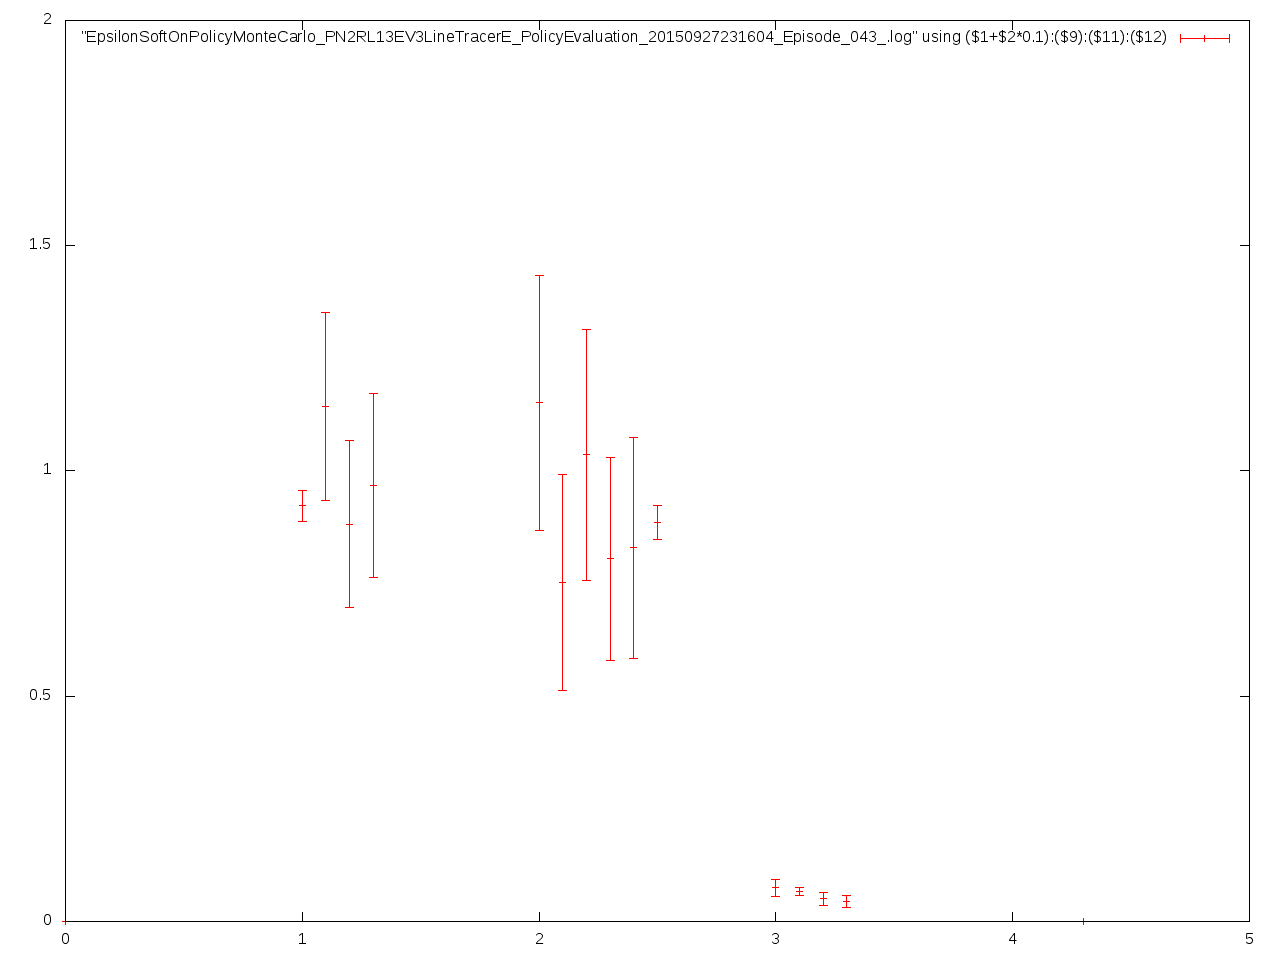 2
"EpsilonSoftOnPolicyMonteCarlo_PN2RL13EV3LineTracerE_PolicyEvaluation_20150927231604_Episode_043_.log" using ($1+$2*0.1):($9):($11):($12)
1.5
1
0.5
0
0 1 2 3 4 5